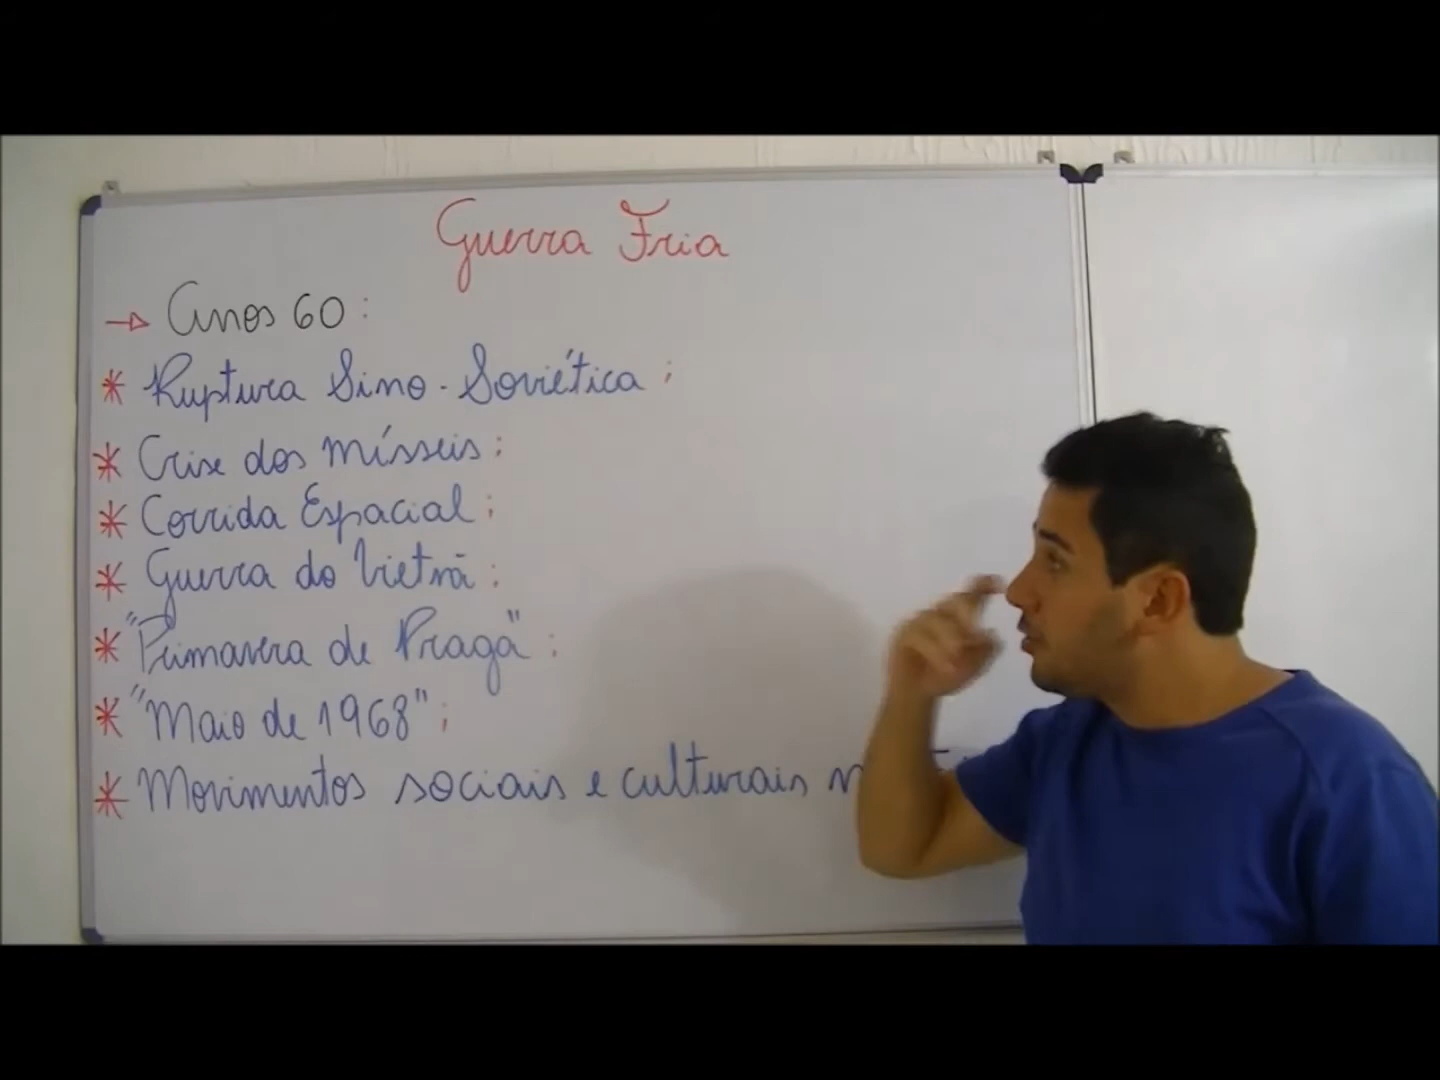 Guerra Fria
→ Anos 60:
* Ruptura Sino-Soviética;
* Crise dos mísseis;
* Corrida Espacial;
* Guerra do Vietnã;
* "Primavera de Praga";
* "Maio de 1968";
* Movimentos sociais e culturais